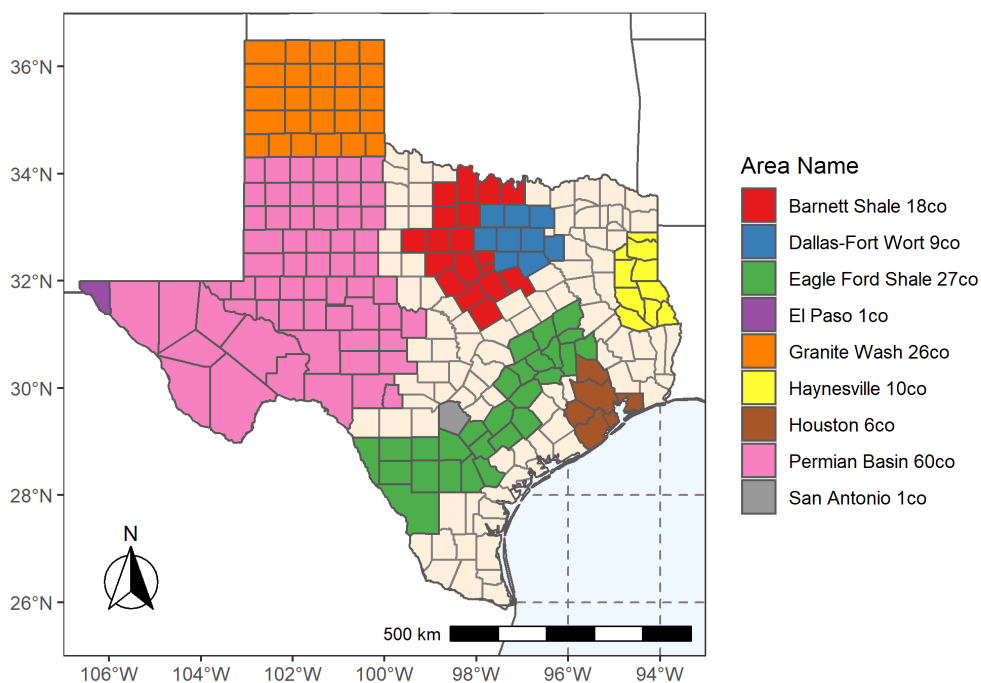 36°N
34°N
32°N
30°N
28°N
26°N
N
500 km
106°W
104°W
102°W
100°W
98°W
96°W
94°W
Area Name
Barnett Shale 18co
Dallas-Fort Wort 9co
Eagle Ford Shale 27co
El Paso 1co
Granite Wash 26co
Haynesville 10co
Houston 6co
Permian Basin 60co
San Antonio 1co